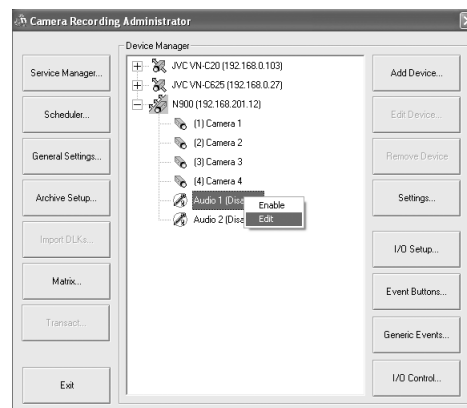 Camera Recording Administrator
Device Manager
Service Manager...
Scheduler...
General Settings...
Archive Setup...
Import DLKs...
Matrix...
Transact...
Exit
JVC VN-C20 (192.168.0.103)
JVC VN-C625 (192.168.0.27)
N900 (192.168.201.12)
(1) Camera 1
(2) Camera 2
(3) Camera 3
(4) Camera 4
Audio 1 (Disa
Audio 2 (Disa
Enable
Edit
Add Device...
Edit Device...
Remove Device
Settings...
I/O Setup...
Event Buttons...
Generic Events...
I/O Control...